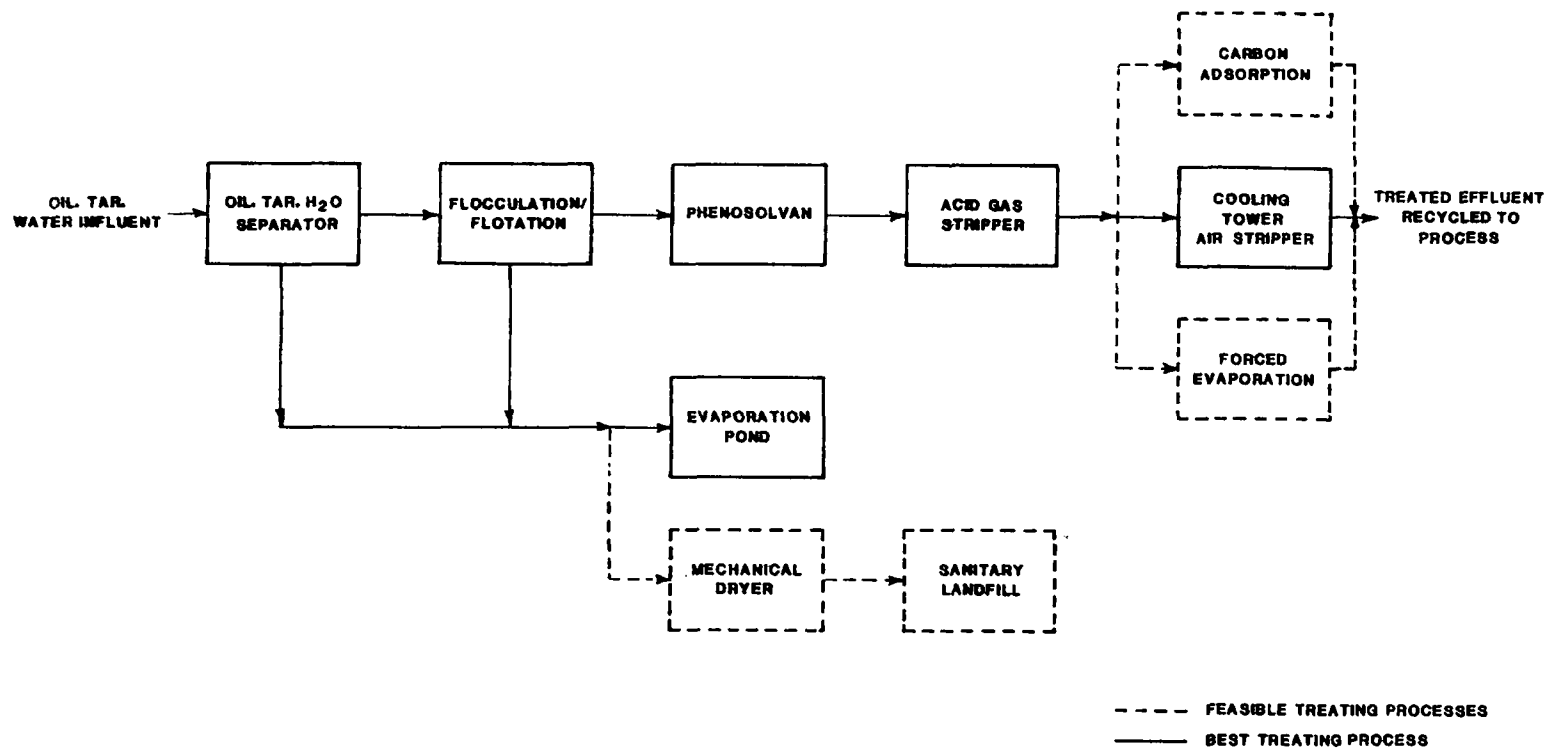 CARBON
ADSORPTION
OIL. TAR.
WATER INFLUENT
OIL. TAR. H₂O
SEPARATOR
FLOCCULATION/
FLOTATION
PHENOSOLVAN
ACID GAS
STRIPPER
COOLING
TOWER
AIR STRIPPER
TREATED EFFLUENT
RECYCLED TO
PROCESS
FORCED
EVAPORATION
EVAPORATION
POND
MECHANICAL
DRYER
SANITARY
LANDFILL
FEASIBLE TREATING PROCESSES
BEST TREATING PROCESS